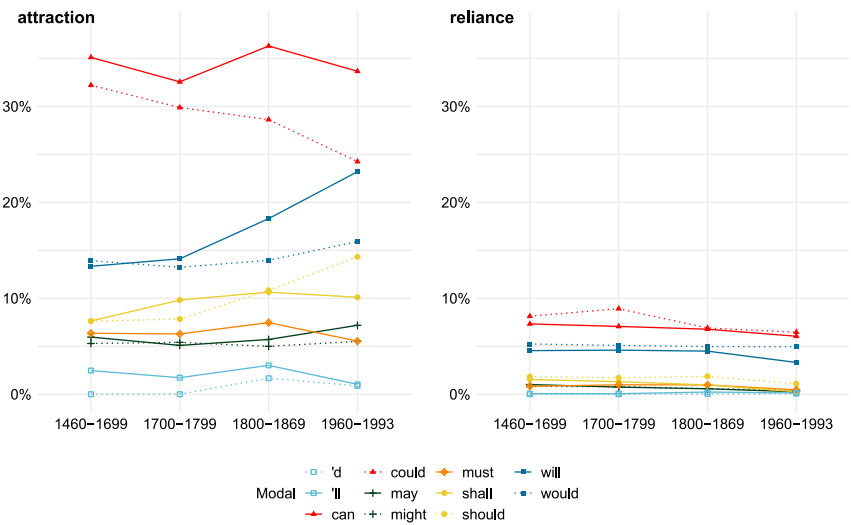 attraction
reliance
30%
20%
10%
0%
30%
20%
10%
0%
1460−1699 1700−1799 1800−1869 1960−1993
1460−1699 1700−1799 1800−1869 1960−1993
Modal
'd
'll
can
could
may
might
must
shall
should
will
would